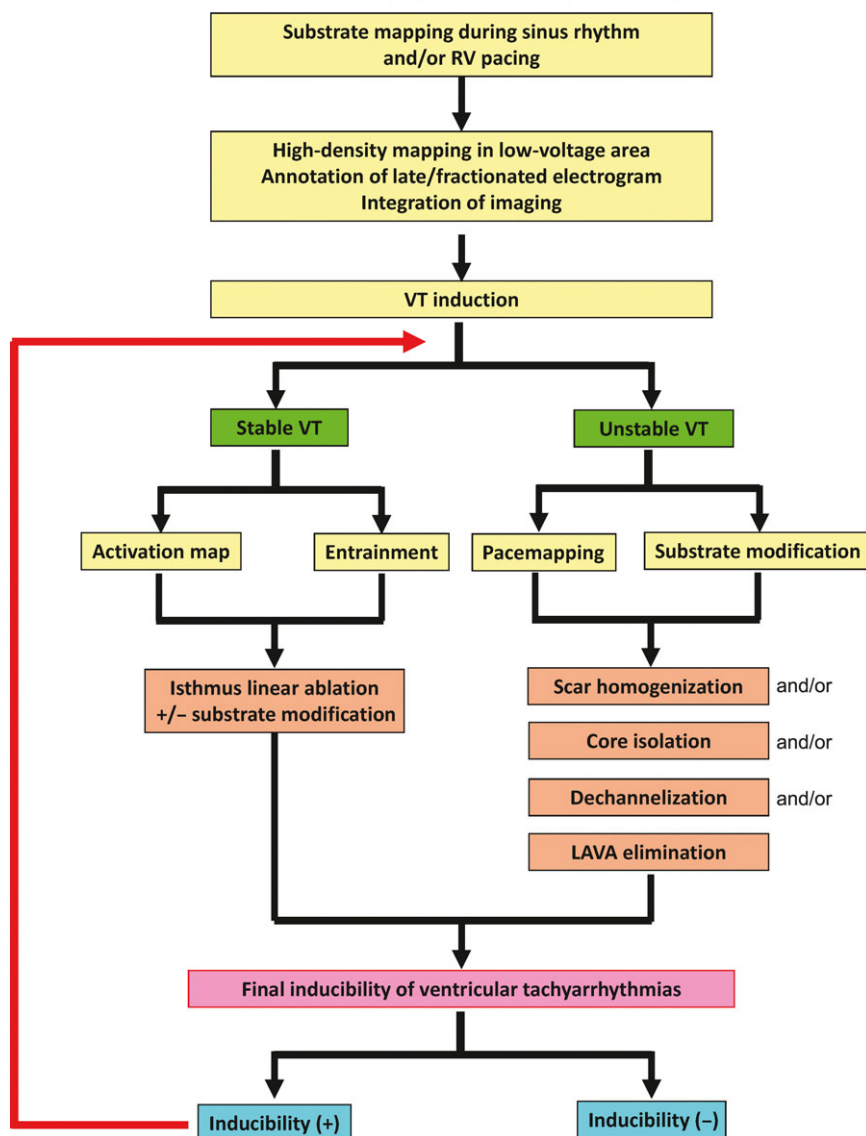 Substrate mapping during sinus rhythm
and/or RV pacing
High-density mapping in low-voltage area
Annotation of late/fractionated electrogram
Integration of imaging
VT induction
Stable VT
Unstable VT
Activation map
Entrainment
Pacemapping
Substrate modification
Isthmus linear ablation
+/− substrate modification
Scar homogenization and/or
Core isolation and/or
Dechannelization and/or
LAVA elimination
Final inducibility of ventricular tachyarrhythmias
Inducibility (+)
Inducibility (−)